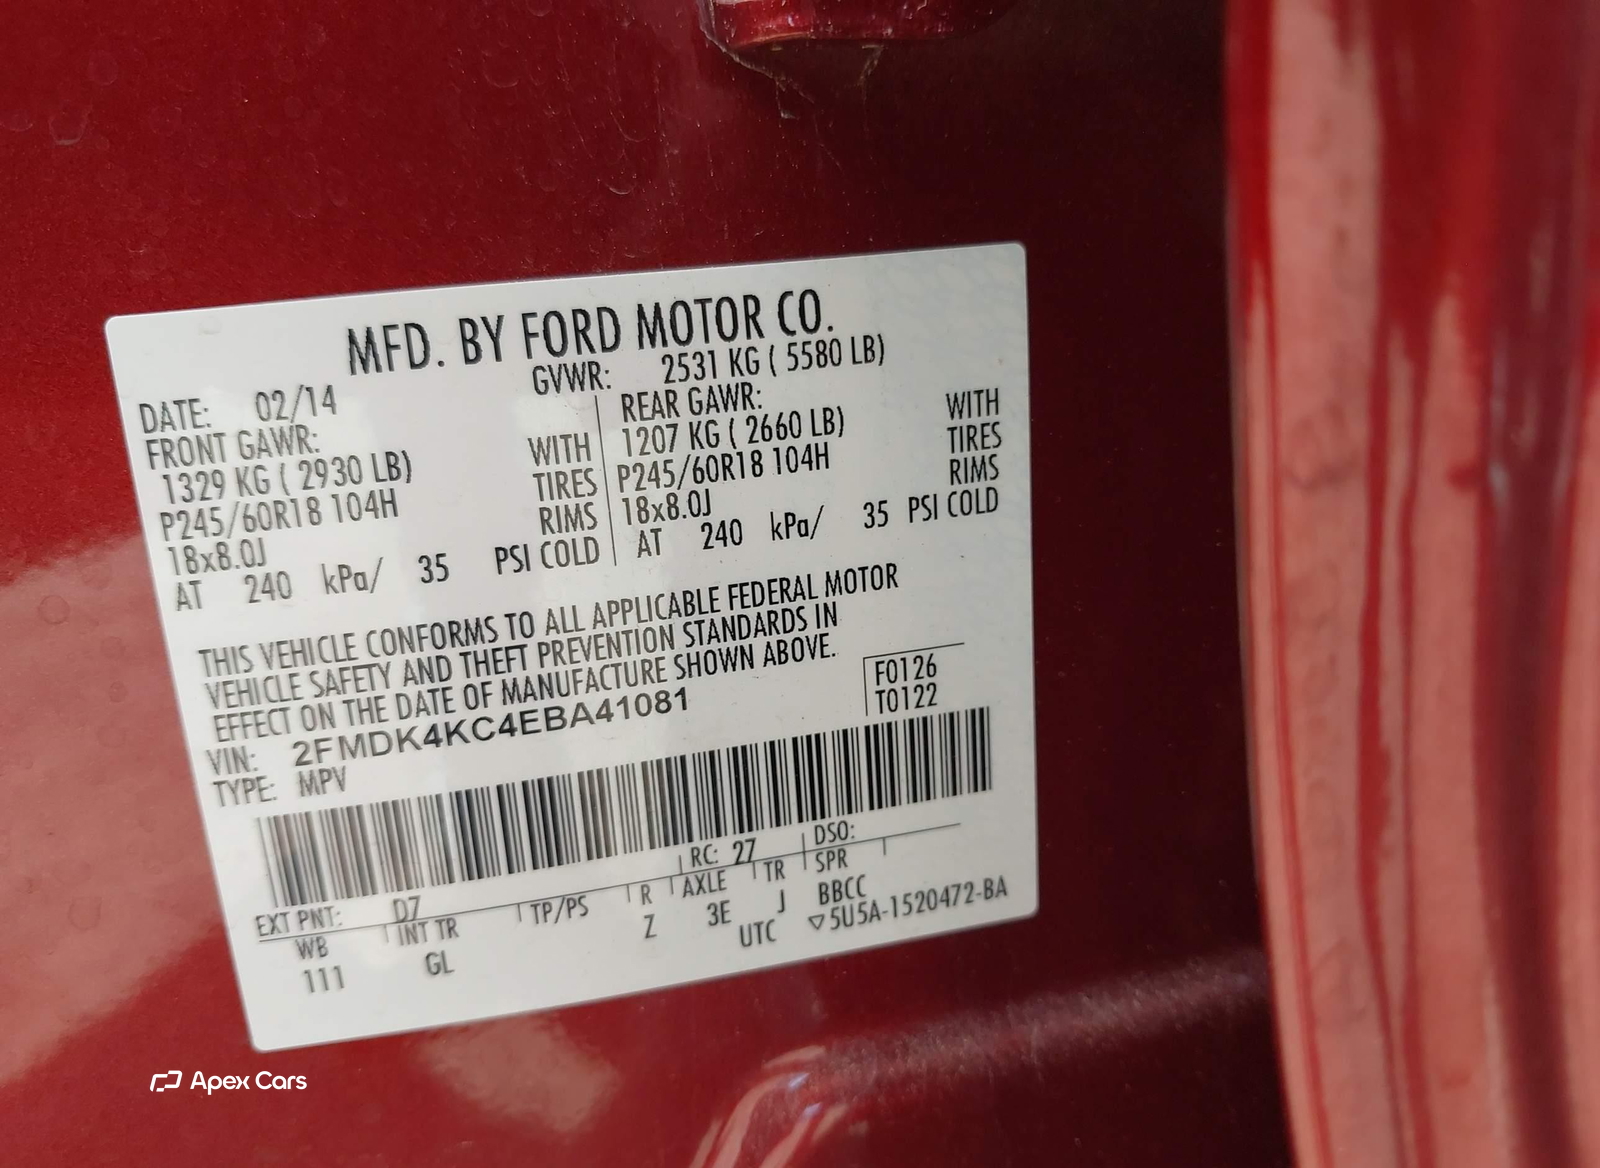 MFD. BY FORD MOTOR CO.
DATE: 02/14 GVWR: 2531 KG ( 5580 LB)
FRONT GAWR: REAR GAWR:
1329 KG ( 2930 LB) WITH 1207 KG ( 2660 LB) WITH
P245/60R18 104H TIRES P245/60R18 104H TIRES
18x8.0J RIMS 18x8.0J RIMS
AT 240 kPa/ 35 PSI COLD AT 240 kPa/ 35 PSI COLD
THIS VEHICLE CONFORMS TO ALL APPLICABLE FEDERAL MOTOR
VEHICLE SAFETY AND THEFT PREVENTION STANDARDS IN
EFFECT ON THE DATE OF MANUFACTURE SHOWN ABOVE.
F0126
T0122
VIN: 2FMDK4KC4EBA41081
TYPE: MPV
EXT PNT: D7 RC: 27 DSO:
WB INT TR TP/PS R AXLE TR SPR
111 GL Z 3E J BBCC
UTC ▽5U5A-1520472-BA
Apex Cars